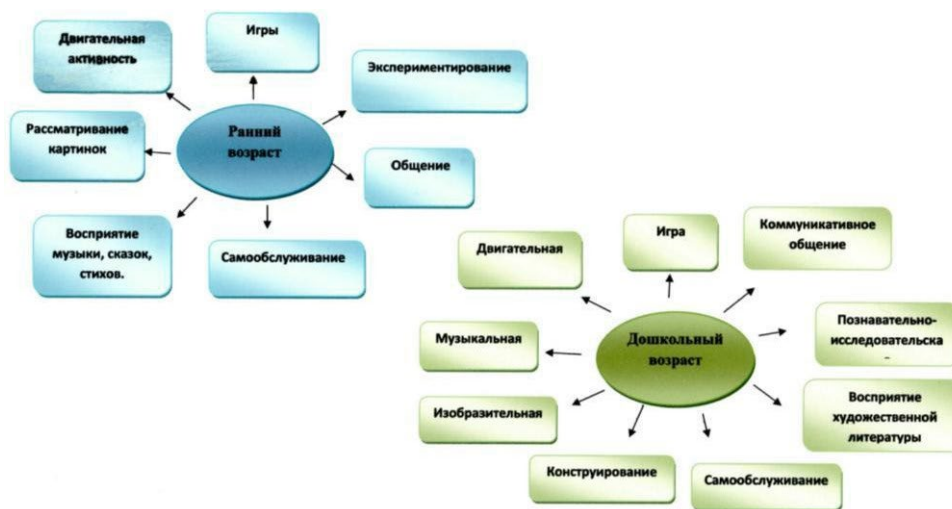 Двигательная
активность
Игры
Экспериментирование
Ранний
возраст
Рассматривание
картинок
Общение
Восприятие
музыки, сказок,
стихов.
Самообслуживание
Двигательная
Игра
Коммуникативное
общение
Музыкальная
Дошкольный
возраст
Познавательно-
исследовательска
Изобразительная
Восприятие
художественной
литературы
Конструирование
Самообслуживание